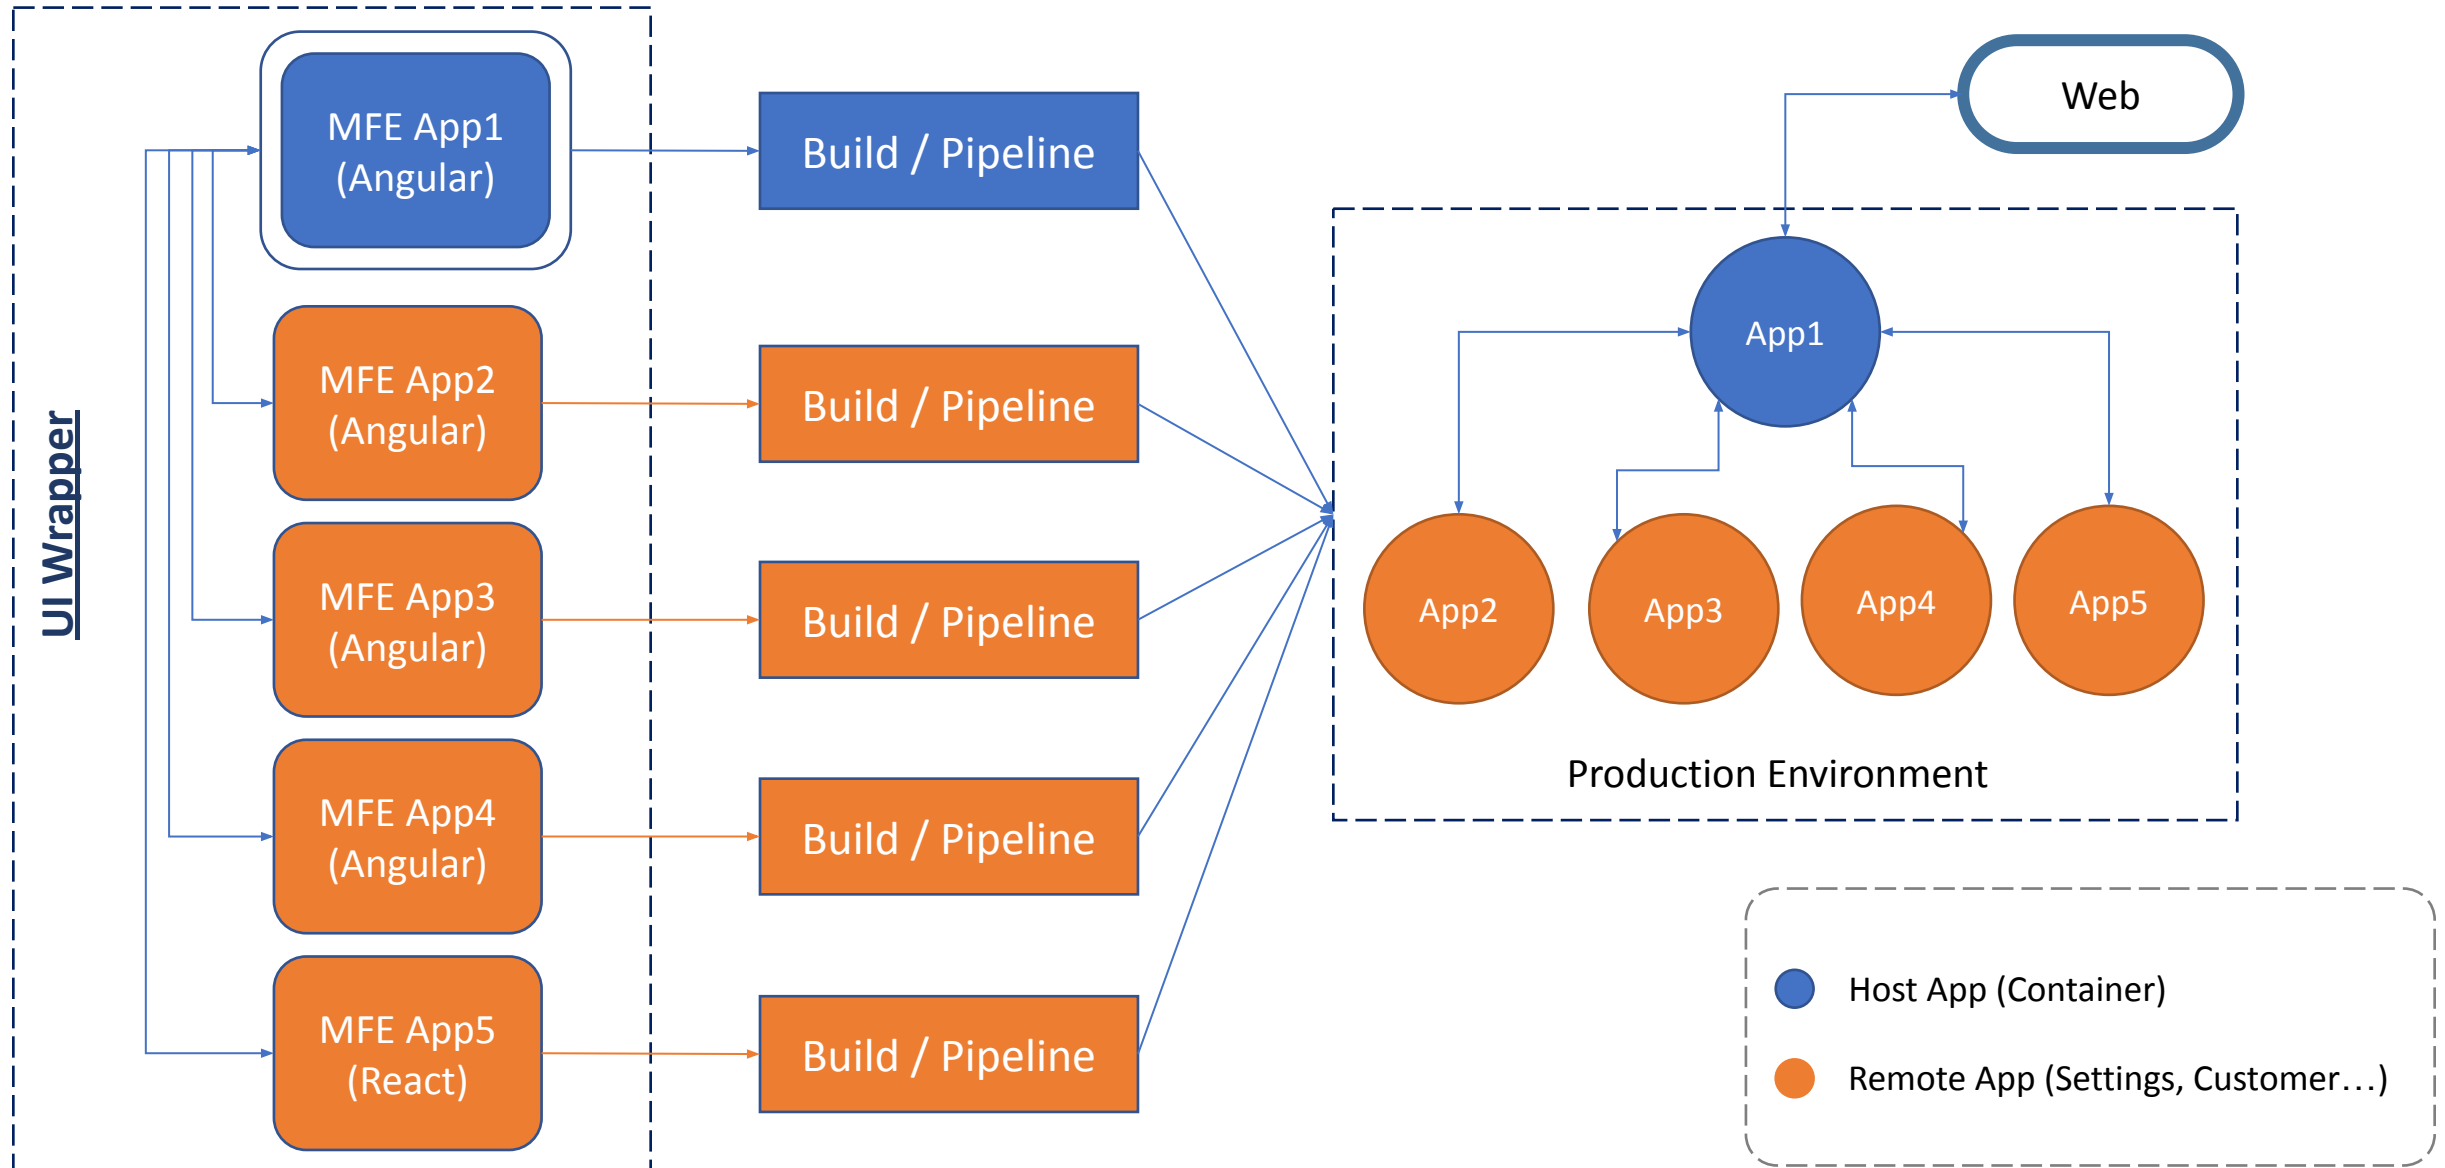 UI Wrapper
MFE App1
(Angular)
Build / Pipeline
MFE App2
(Angular)
Build / Pipeline
MFE App3
(Angular)
Build / Pipeline
MFE App4
(Angular)
Build / Pipeline
MFE App5
(React)
Build / Pipeline
Web
App1
App2
App3
App4
App5
Production Environment
Host App (Container)
Remote App (Settings, Customer…)